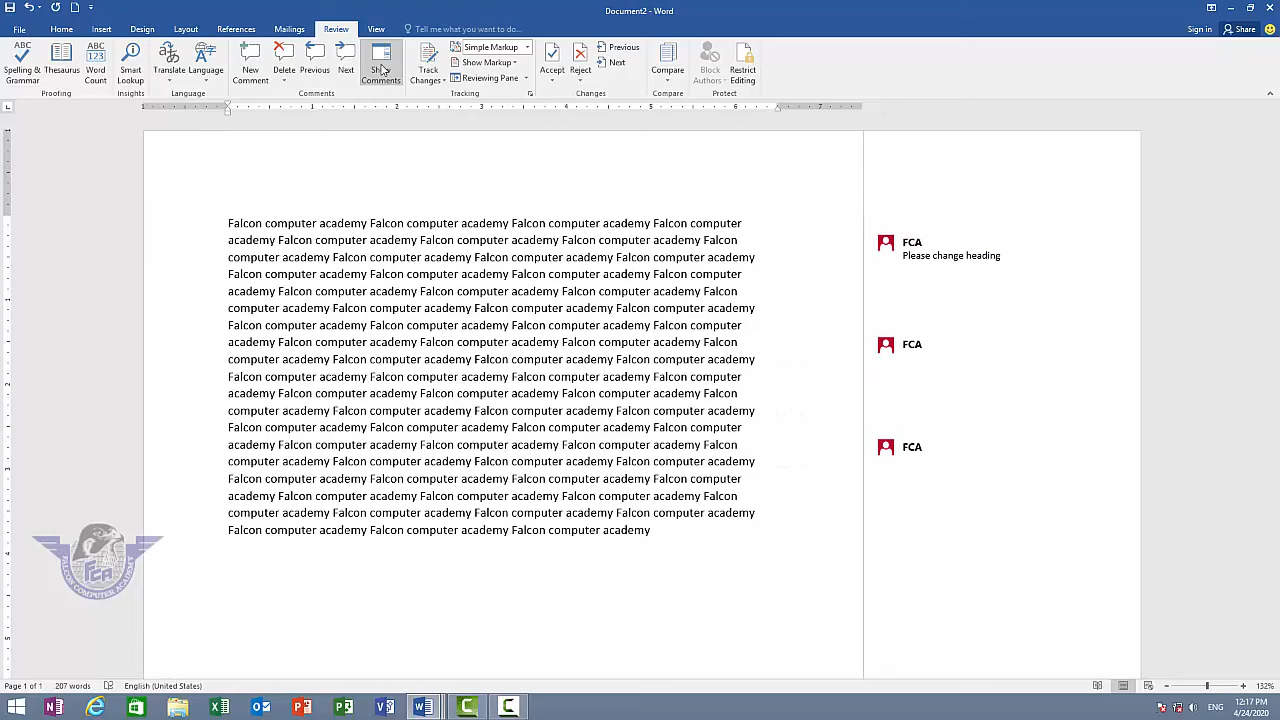 Document2 - Word
File Home Insert Design Layout References Mailings Review View Tell me what you want to do... Sign in Share
Spelling & Grammar
Thesaurus
Word Count
Smart Lookup
Translate
Language
New Comment
Delete
Previous
Next
Comments
Track Changes
Simple Markup
Show Markup
Reviewing Pane
Accept
Reject
Previous
Next
Compare
Block Authors
Restrict Editing
Proofing Insights Language Comments Tracking Changes Compare Protect
1 1 2 3 4 5 6 7
Falcon computer academy Falcon computer academy Falcon computer academy Falcon computer
academy Falcon computer academy Falcon computer academy Falcon computer academy Falcon
computer academy Falcon computer academy Falcon computer academy Falcon computer academy
Falcon computer academy Falcon computer academy Falcon computer academy Falcon computer
academy Falcon computer academy Falcon computer academy Falcon computer academy Falcon
computer academy Falcon computer academy Falcon computer academy Falcon computer academy
Falcon computer academy Falcon computer academy Falcon computer academy Falcon computer
academy Falcon computer academy Falcon computer academy Falcon computer academy Falcon
computer academy Falcon computer academy Falcon computer academy Falcon computer academy
Falcon computer academy Falcon computer academy Falcon computer academy Falcon computer
academy Falcon computer academy Falcon computer academy Falcon computer academy Falcon
computer academy Falcon computer academy Falcon computer academy Falcon computer academy
Falcon computer academy Falcon computer academy Falcon computer academy Falcon computer
academy Falcon computer academy Falcon computer academy Falcon computer academy Falcon
computer academy Falcon computer academy Falcon computer academy Falcon computer academy
Falcon computer academy Falcon computer academy Falcon computer academy Falcon computer
academy Falcon computer academy Falcon computer academy Falcon computer academy Falcon
computer academy Falcon computer academy Falcon computer academy Falcon computer academy
Falcon computer academy Falcon computer academy Falcon computer academy
FCA
Please change heading
FCA
FCA
FCA
FALCON COMPUTER ACADEMY
Page 1 of 1 207 words English (United States) 132%
ENG
12:17 PM
4/24/2020